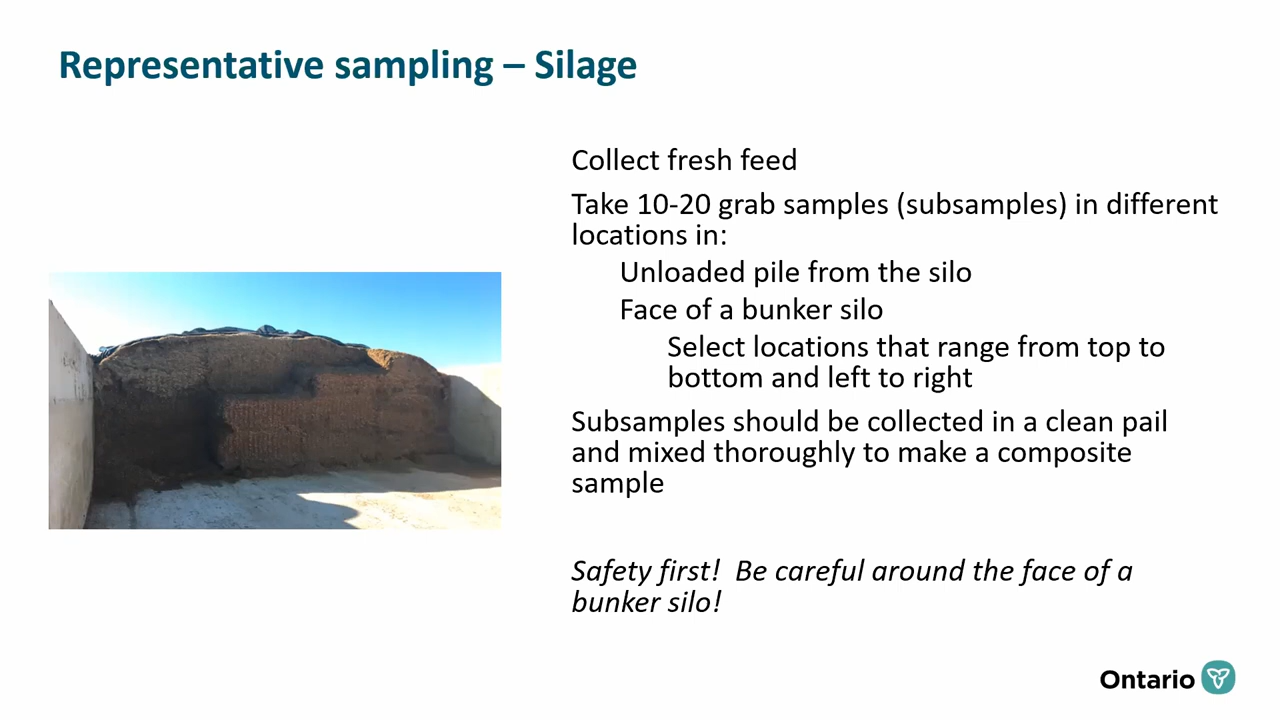 Representative sampling – Silage
Collect fresh feed
Take 10-20 grab samples (subsamples) in different
locations in:
Unloaded pile from the silo
Face of a bunker silo
Select locations that range from top to
bottom and left to right
Subsamples should be collected in a clean pail
and mixed thoroughly to make a composite
sample
Safety first!  Be careful around the face of a
bunker silo!
Ontario